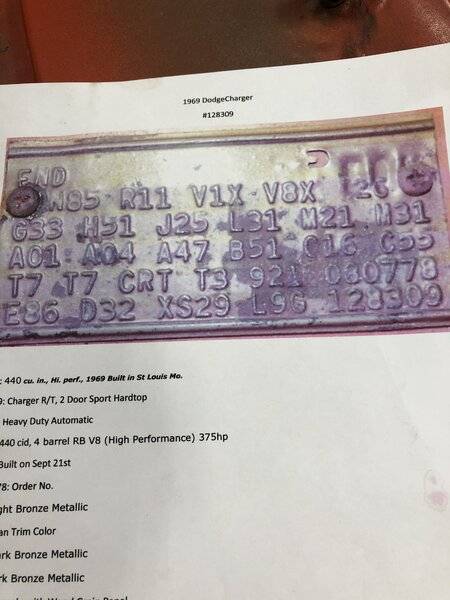 1969 DodgeCharger
#128309
END
W85 R11 V1X V8X 26
G33 H51 J25 L31 M21 M31
A01 A04 A47 B51 C16 C55
T7 T7 CRT T3 921 080778
E86 D32 XS29 L9G 128309
: 440 cu. in., Hi. perf., 1969 Built in St Louis Mo.
9: Charger R/T, 2 Door Sport Hardtop
Heavy Duty Automatic
440 cid, 4 barrel RB V8 (High Performance) 375hp
Built on Sept 21st
78: Order No.
ght Bronze Metallic
an Trim Color
ark Bronze Metallic
rk Bronze Metallic